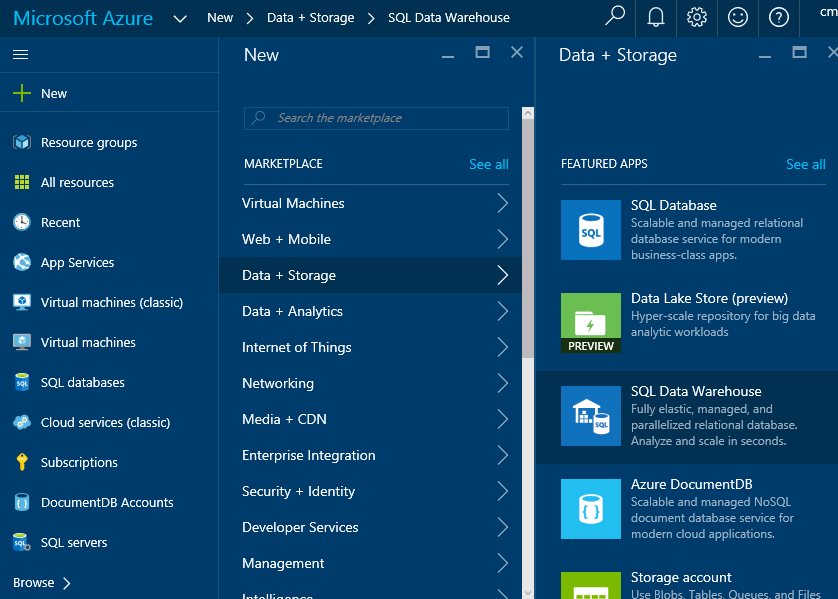 Microsoft Azure New Data + Storage SQL Data Warehouse cm
New
Resource groups
All resources
Recent
App Services
Virtual machines (classic)
Virtual machines
SQL databases
SQL
Cloud services (classic)
Subscriptions
DocumentDB Accounts
SQL servers
SQL
Browse
New
Search the marketplace
MARKETPLACE See all
Virtual Machines
Web + Mobile
Data + Storage
Data + Analytics
Internet of Things
Networking
Media + CDN
Enterprise Integration
Security + Identity
Developer Services
Management
Intelligence
Data + Storage
FEATURED APPS See all
SQL
SQL Database
Scalable and managed relational
database service for modern
business-class apps.
PREVIEW
Data Lake Store (preview)
Hyper-scale repository for big data
analytic workloads
SQL
SQL Data Warehouse
Fully elastic, managed, and
parallelized relational database.
Analyze and scale in seconds.
Azure DocumentDB
Scalable and managed NoSQL
document database service for
modern cloud applications.
Storage account
Use Blobs, Tables, Queues, and Files